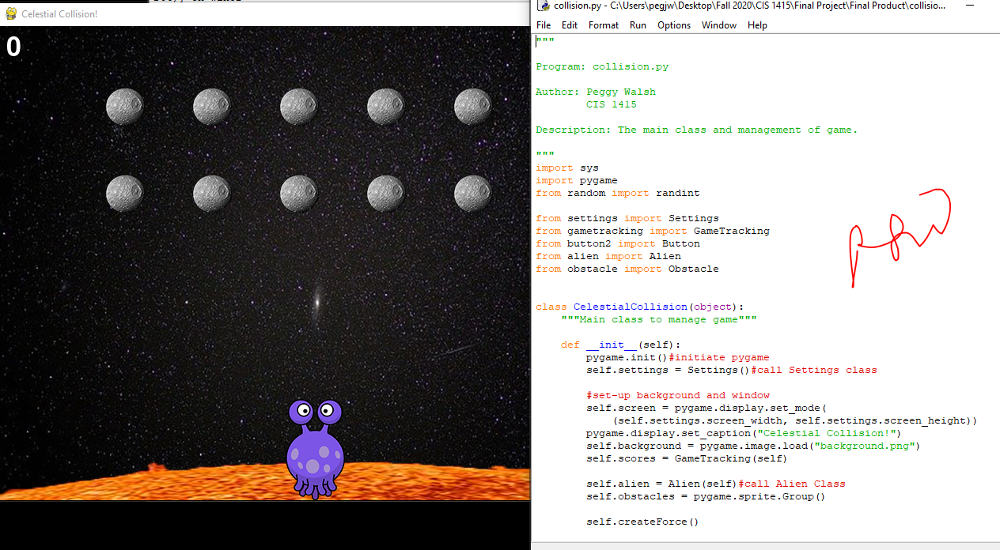 Celestial Collision!
0
collision.py - C:\Users\pegjw\Desktop\Fall 2020\CIS 1415\Final Project\Final Product\collisio...
File Edit Format Run Options Window Help
"""
Program: collision.py
Author: Peggy Walsh
CIS 1415
Description: The main class and management of game.
"""
import sys
import pygame
from random import randint
from settings import Settings
from gametracking import GameTracking
from button2 import Button
from alien import Alien
from obstacle import Obstacle
class CelestialCollision(object):
"""Main class to manage game"""
def __init__(self):
pygame.init()#initiate pygame
self.settings = Settings()#call Settings class
#set-up background and window
self.screen = pygame.display.set_mode(
(self.settings.screen_width, self.settings.screen_height))
pygame.display.set_caption("Celestial Collision!")
self.background = pygame.image.load("background.png")
self.scores = GameTracking(self)
self.alien = Alien(self)#call Alien Class
self.obstacles = pygame.sprite.Group()
self.createForce()